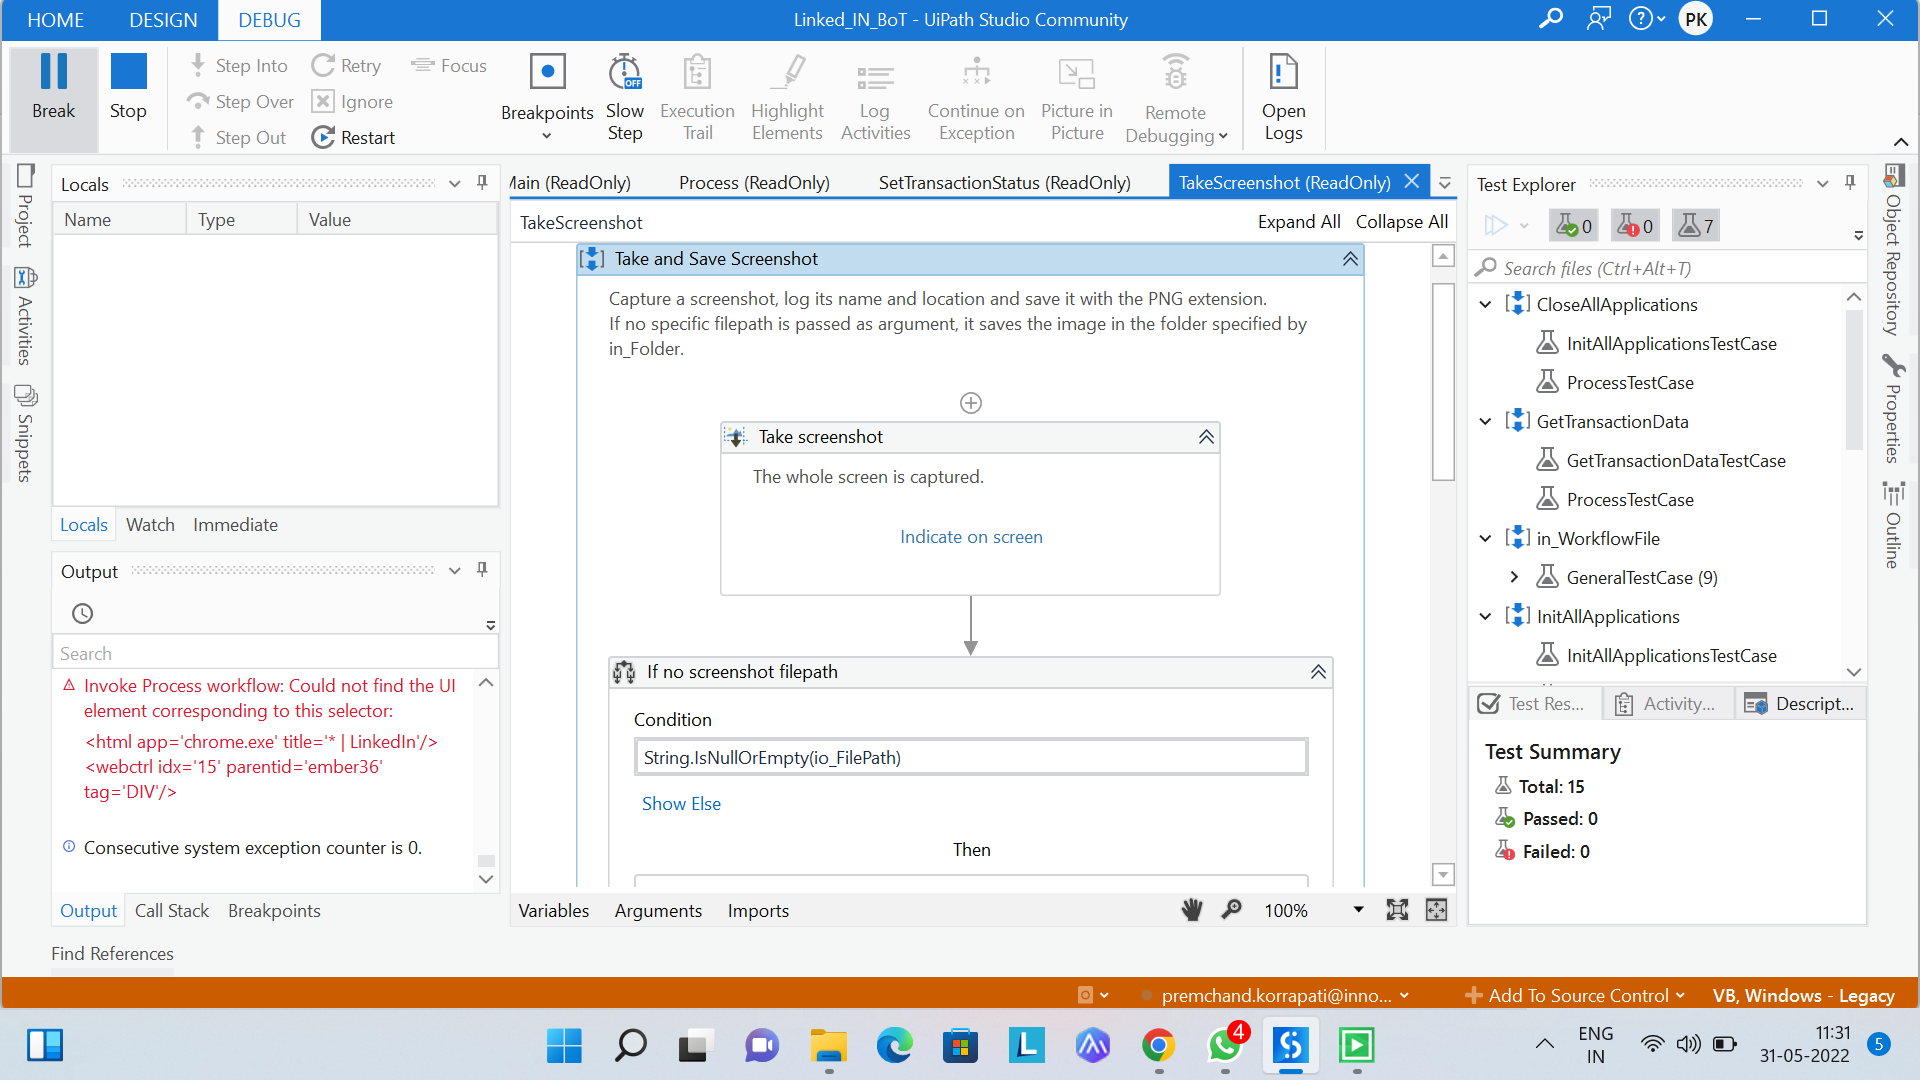 HOME
DESIGN
DEBUG
Linked_IN_BoT - UiPath Studio Community
PK
Break
Stop
Step Into
Step Over
Step Out
Retry
Ignore
Restart
Focus
Breakpoints
Slow
Step
OFF
Execution
Trail
Highlight
Elements
Log
Activities
Continue on
Exception
Picture in
Picture
Remote
Debugging
Open
Logs
Project
Activities
Snippets
Locals
Name
Type
Value
Locals
Watch
Immediate
Output
Search
Invoke Process workflow: Could not find the UI
element corresponding to this selector:
<html app='chrome.exe' title='* | LinkedIn'/>
<webctrl idx='15' parentid='ember36'
tag='DIV'/>
Consecutive system exception counter is 0.
Output
Call Stack
Breakpoints
Find References
Main (ReadOnly)
Process (ReadOnly)
SetTransactionStatus (ReadOnly)
TakeScreenshot (ReadOnly)
TakeScreenshot
Expand All
Collapse All
Take and Save Screenshot
Capture a screenshot, log its name and location and save it with the PNG extension.
If no specific filepath is passed as argument, it saves the image in the folder specified by
in_Folder.
Take screenshot
The whole screen is captured.
Indicate on screen
If no screenshot filepath
Condition
String.IsNullOrEmpty(io_FilePath)
Show Else
Then
Variables
Arguments
Imports
100%
Test Explorer
0
0
7
Search files (Ctrl+Alt+T)
CloseAllApplications
InitAllApplicationsTestCase
ProcessTestCase
GetTransactionData
GetTransactionDataTestCase
ProcessTestCase
in_WorkflowFile
GeneralTestCase (9)
InitAllApplications
InitAllApplicationsTestCase
Test Res...
Activity...
Descript...
Test Summary
Total: 15
Passed: 0
Failed: 0
Object Repository
Properties
Outline
premchand.korrapati@inno...
Add To Source Control
VB, Windows - Legacy
4
ENG
IN
11:31
31-05-2022
5